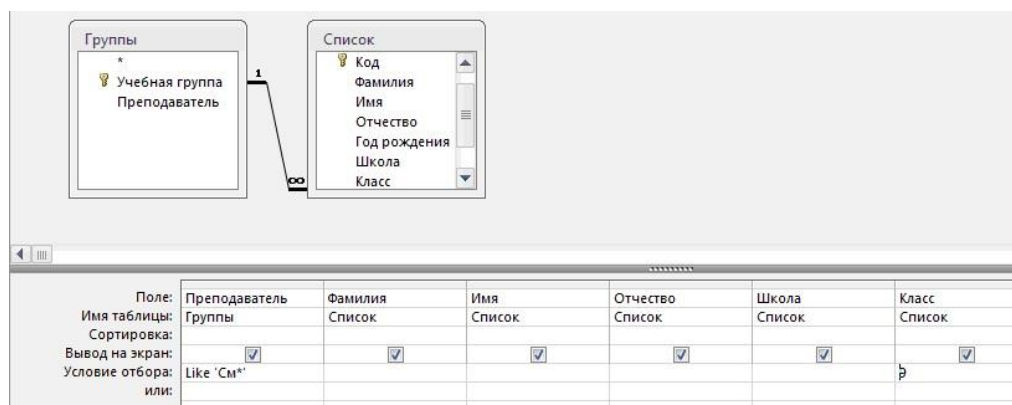 Группы
*
Учебная группа
Преподаватель
1
∞
Список
Код
Фамилия
Имя
Отчество
Год рождения
Школа
Класс
Поле: Преподаватель Фамилия Имя Отчество Школа Класс
Имя таблицы: Группы Список Список Список Список Список
Сортировка:
Вывод на экран:
Условие отбора: Like 'См*'
или: